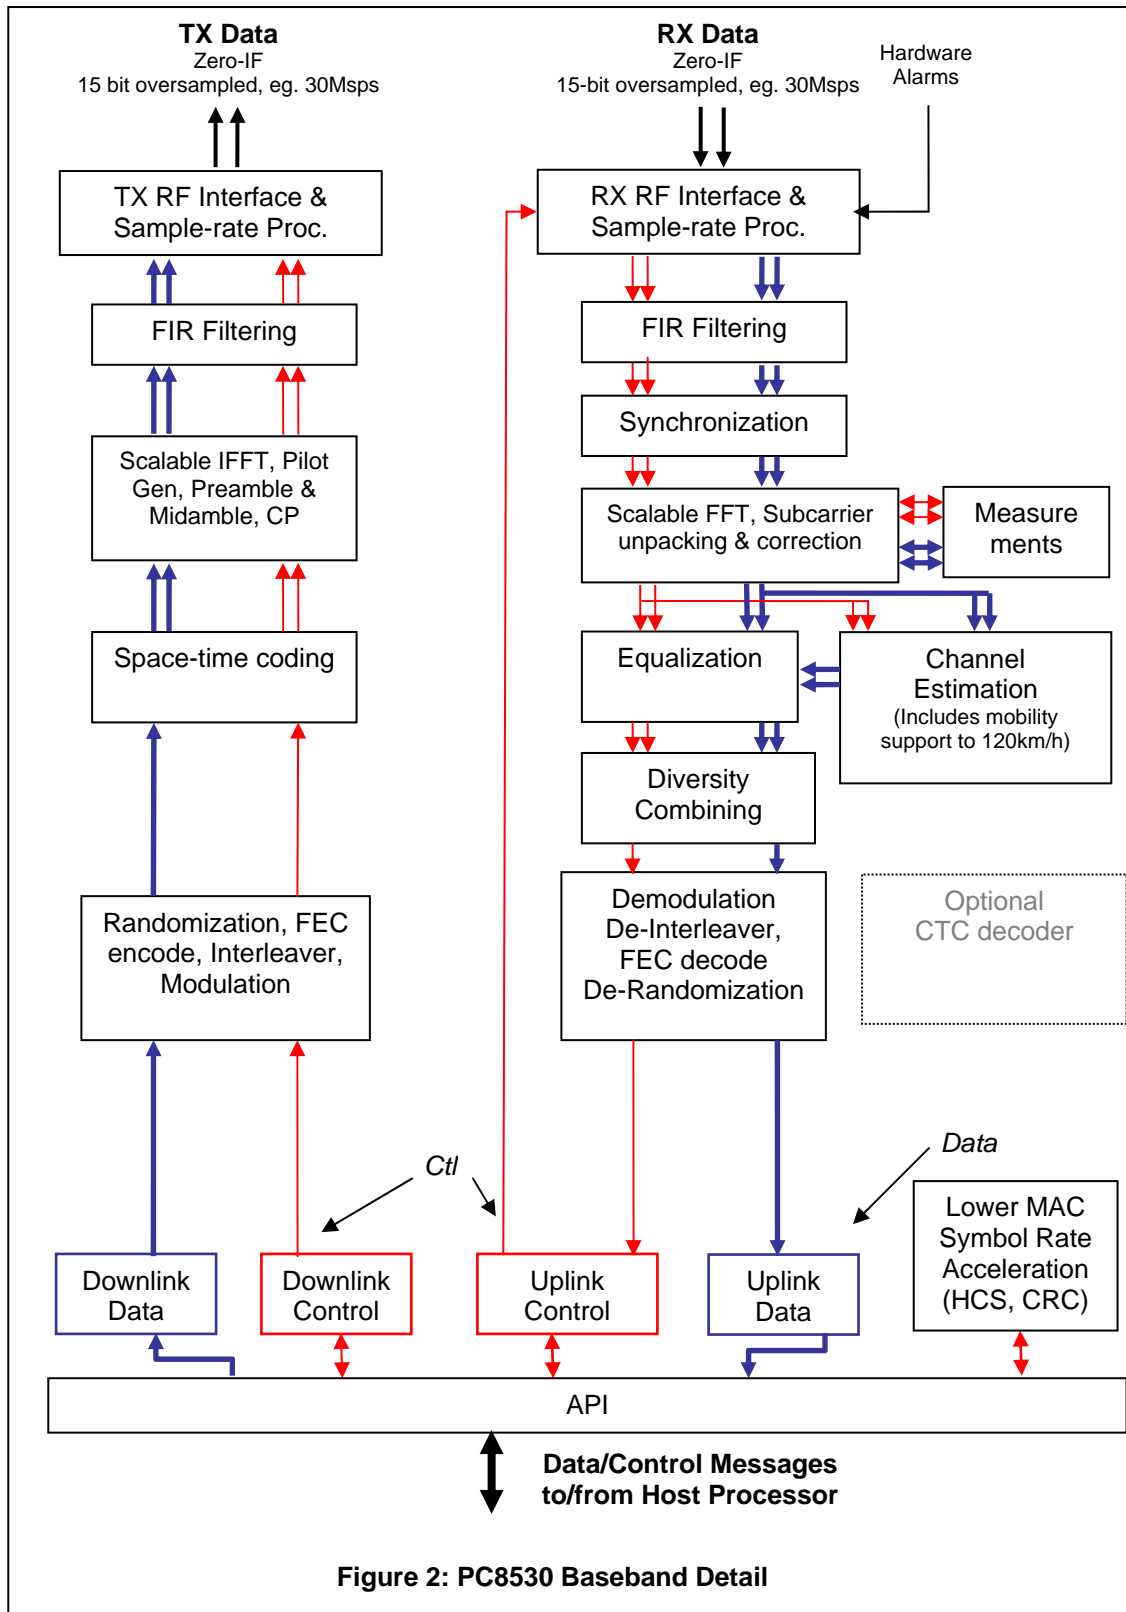 TX Data
Zero-IF
15 bit oversampled, eg. 30Msps
RX Data
Zero-IF
15-bit oversampled, eg. 30Msps
Hardware
Alarms
TX RF Interface &
Sample-rate Proc.
RX RF Interface &
Sample-rate Proc.
FIR Filtering
FIR Filtering
Synchronization
Scalable IFFT, Pilot
Gen, Preamble &
Midamble, CP
Scalable FFT, Subcarrier
unpacking & correction
Measure
ments
Space-time coding
Equalization
Channel
Estimation
(Includes mobility
support to 120km/h)
Diversity
Combining
Randomization, FEC
encode, Interleaver,
Modulation
Demodulation
De-Interleaver,
FEC decode
De-Randomization
Optional
CTC decoder
Ctl
Data
Downlink
Data
Downlink
Control
Uplink
Control
Uplink
Data
Lower MAC
Symbol Rate
Acceleration
(HCS, CRC)
API
Data/Control Messages
to/from Host Processor
Figure 2: PC8530 Baseband Detail